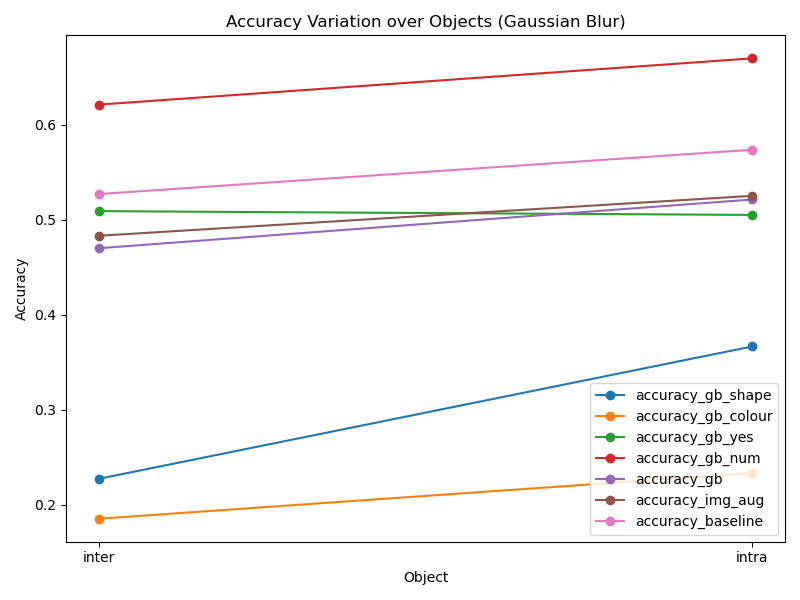 Accuracy Variation over Objects (Gaussian Blur)
0.6
0.5
0.4
0.3
0.2
Accuracy
inter
intra
Object
accuracy_gb_shape
accuracy_gb_colour
accuracy_gb_yes
accuracy_gb_num
accuracy_gb
accuracy_img_aug
accuracy_baseline